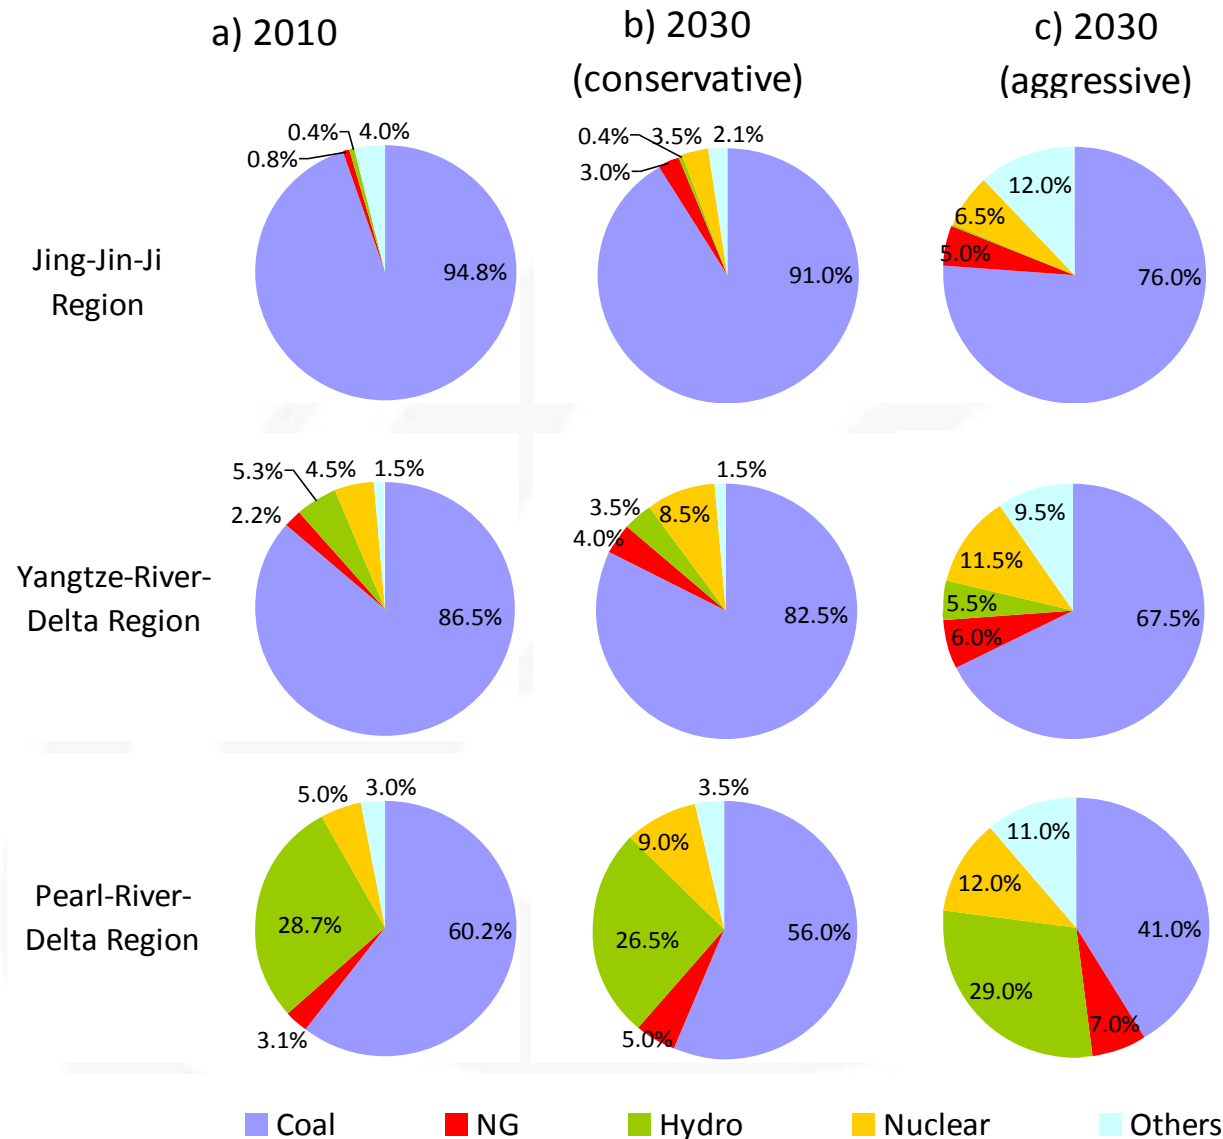 a) 2010
b) 2030
(conservative)
c) 2030
(aggressive)
Jing-Jin-Ji
Region
0.4%
4.0%
0.8%
94.8%
0.4%
3.5%
2.1%
3.0%
91.0%
12.0%
6.5%
5.0%
76.0%
Yangtze-River-
Delta Region
5.3%
4.5%
1.5%
2.2%
86.5%
1.5%
3.5%
8.5%
4.0%
82.5%
9.5%
11.5%
5.5%
6.0%
67.5%
Pearl-River-
Delta Region
5.0%
3.0%
28.7%
60.2%
3.1%
3.5%
9.0%
26.5%
56.0%
5.0%
11.0%
12.0%
41.0%
29.0%
7.0%
Coal
NG
Hydro
Nuclear
Others